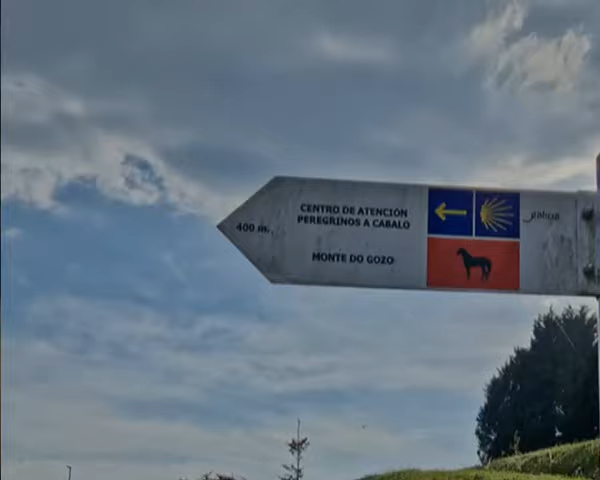 400 m.
CENTRO DE ATENCIÓN
PEREGRINOS A CABALO
MONTE DO GOZO